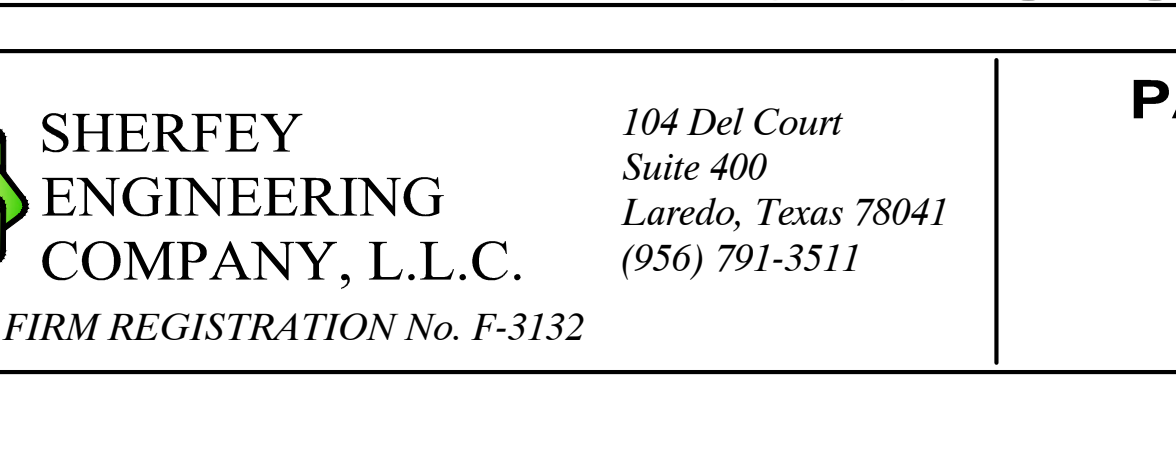 SHERFEY
ENGINEERING
COMPANY, L.L.C.
FIRM REGISTRATION No. F-3132
104 Del Court
Suite 400
Laredo, Texas 78041
(956) 791-3511